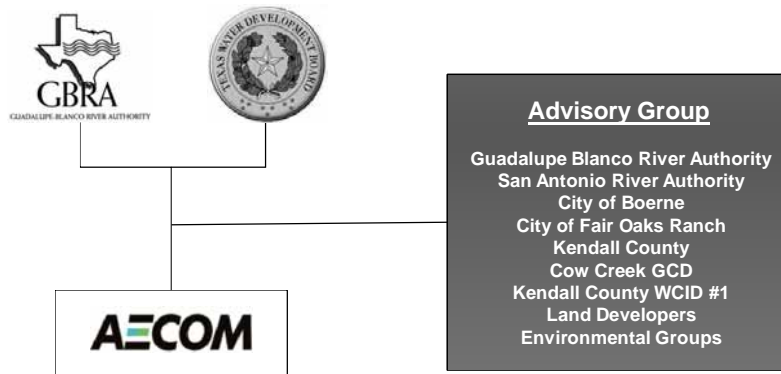 GBRA
GUADALUPE-BLANCO RIVER AUTHORITY
TEXAS WATER DEVELOPMENT BOARD
Advisory Group
Guadalupe Blanco River Authority
San Antonio River Authority
City of Boerne
City of Fair Oaks Ranch
Kendall County
Cow Creek GCD
Kendall County WCID #1
Land Developers
Environmental Groups
AECOM